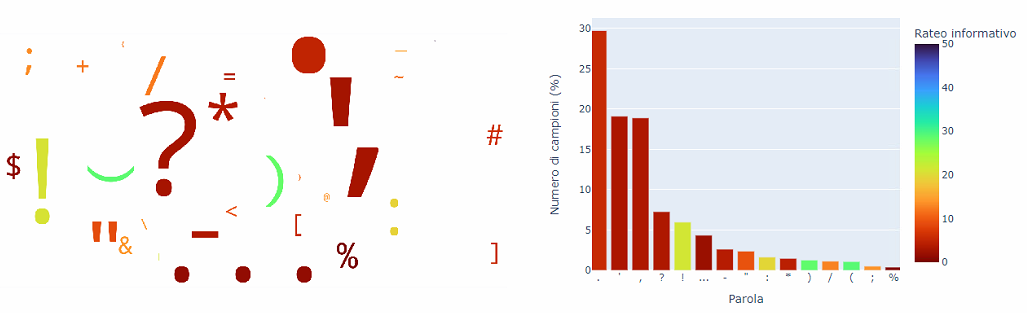 ; + / = * ? $ ! ( ) " & \ - < [ ] # % @ : ~ — ' , . ...
Rateo informativo
50
40
30
20
10
0
Numero di campioni (%)
30
25
20
15
10
5
0
. ' , ? ! ... - " : * ) / ( ; %
Parola